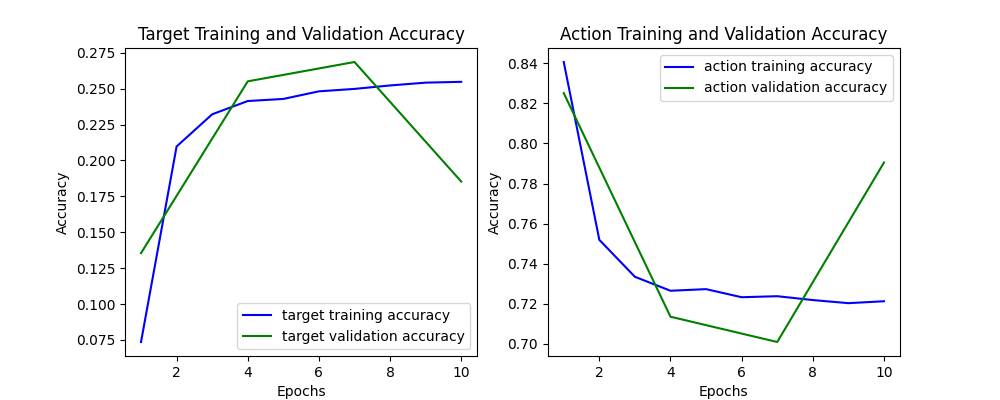 Target Training and Validation Accuracy
0.275
0.250
0.225
0.200
0.175
0.150
0.125
0.100
0.075
Accuracy
2 4 6 8 10
Epochs
target training accuracy
target validation accuracy
Action Training and Validation Accuracy
0.84
0.82
0.80
0.78
0.76
0.74
0.72
0.70
Accuracy
2 4 6 8 10
Epochs
action training accuracy
action validation accuracy